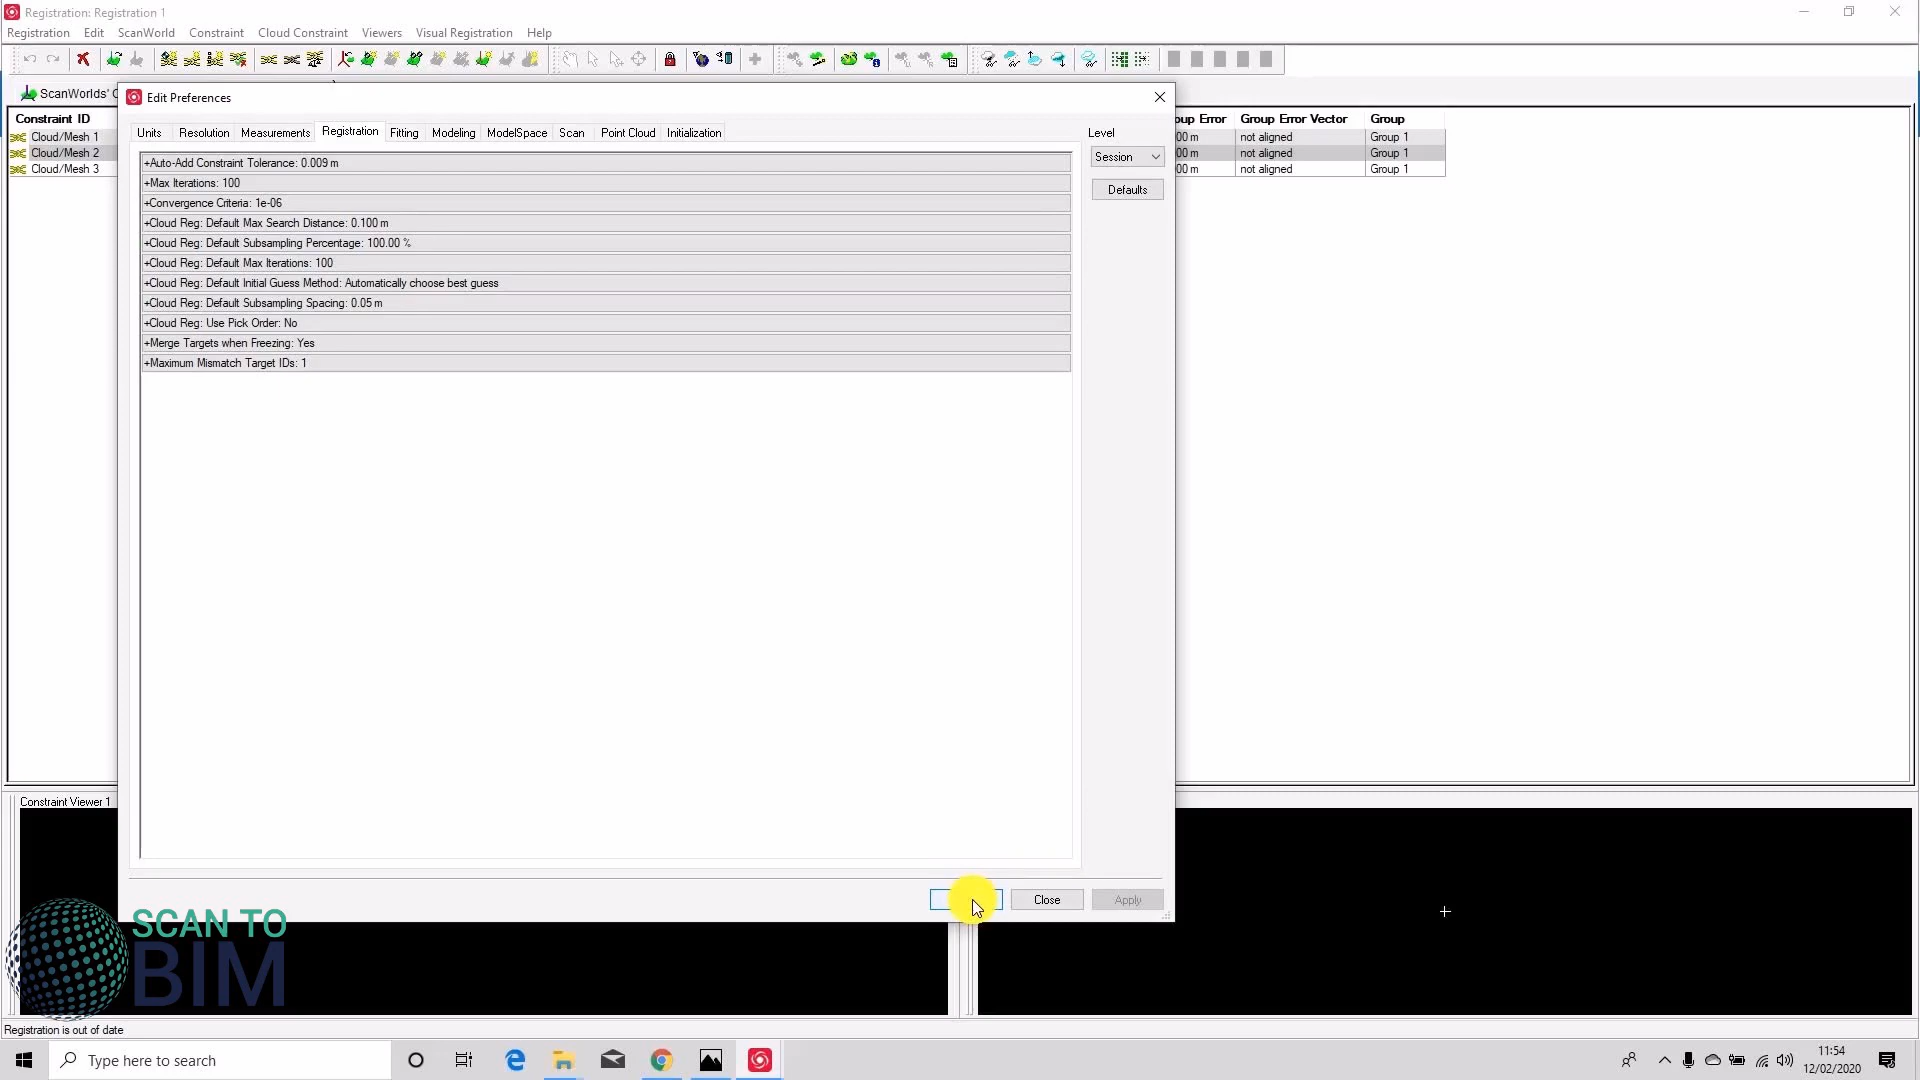 Registration: Registration 1
Registration Edit ScanWorld Constraint Cloud Constraint Viewers Visual Registration Help
ScanWorlds' C
Edit Preferences
Constraint ID
Cloud/Mesh 1
Cloud/Mesh 2
Cloud/Mesh 3
Units Resolution Measurements Registration Fitting Modeling ModelSpace Scan Point Cloud Initialization
+Auto-Add Constraint Tolerance: 0.009 m
+Max Iterations: 100
+Convergence Criteria: 1e-06
+Cloud Reg: Default Max Search Distance: 0.100 m
+Cloud Reg: Default Subsampling Percentage: 100.00 %
+Cloud Reg: Default Max Iterations: 100
+Cloud Reg: Default Initial Guess Method: Automatically choose best guess
+Cloud Reg: Default Subsampling Spacing: 0.05 m
+Cloud Reg: Use Pick Order: No
+Merge Targets when Freezing: Yes
+Maximum Mismatch Target IDs: 1
Level
Session
Defaults
Close Apply
oup Error Group Error Vector Group
00 m not aligned Group 1
00 m not aligned Group 1
00 m not aligned Group 1
Constraint Viewer 1
SCAN TO
BIM
Registration is out of date
Type here to search
11:54
12/02/2020